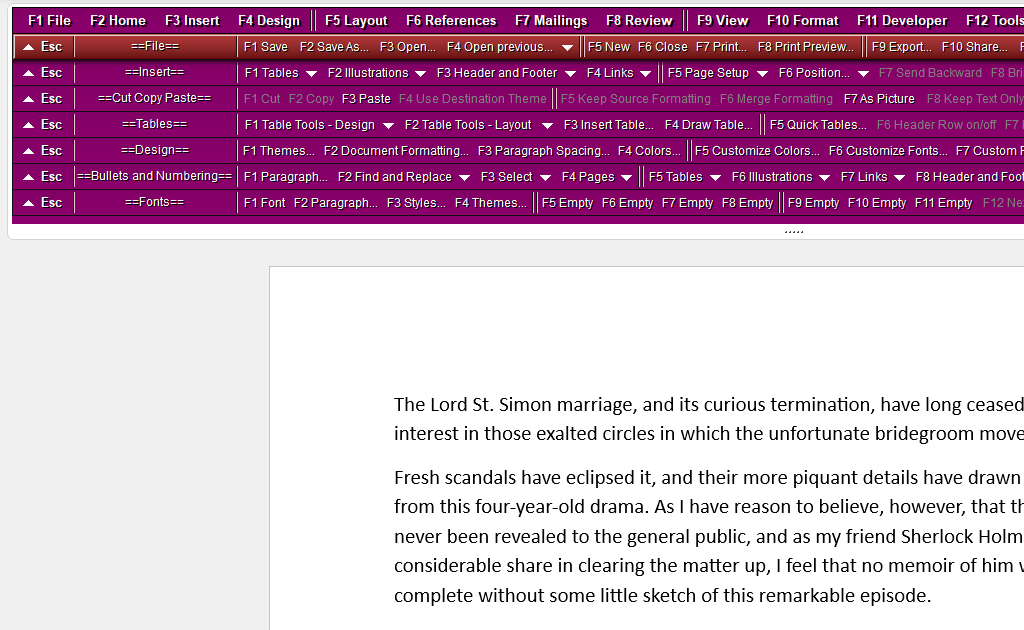 F1 File F2 Home F3 Insert F4 Design F5 Layout F6 References F7 Mailings F8 Review F9 View F10 Format F11 Developer F12 Tools
Esc ==File== F1 Save F2 Save As... F3 Open... F4 Open previous... F5 New F6 Close F7 Print... F8 Print Preview... F9 Export... F10 Share...
Esc ==Insert== F1 Tables F2 Illustrations F3 Header and Footer F4 Links F5 Page Setup F6 Position... F7 Send Backward F8 Bri
Esc ==Cut Copy Paste== F1 Cut F2 Copy F3 Paste F4 Use Destination Theme F5 Keep Source Formatting F6 Merge Formatting F7 As Picture F8 Keep Text Only
Esc ==Tables== F1 Table Tools - Design F2 Table Tools - Layout F3 Insert Table... F4 Draw Table... F5 Quick Tables... F6 Header Row on/off F7
Esc ==Design== F1 Themes... F2 Document Formatting... F3 Paragraph Spacing... F4 Colors... F5 Customize Colors... F6 Customize Fonts... F7 Custom F
Esc ==Bullets and Numbering== F1 Paragraph... F2 Find and Replace F3 Select F4 Pages F5 Tables F6 Illustrations F7 Links F8 Header and Foot
Esc ==Fonts== F1 Font F2 Paragraph... F3 Styles... F4 Themes... F5 Empty F6 Empty F7 Empty F8 Empty F9 Empty F10 Empty F11 Empty F12 Ne
.....
The Lord St. Simon marriage, and its curious termination, have long ceased
interest in those exalted circles in which the unfortunate bridegroom move
Fresh scandals have eclipsed it, and their more piquant details have drawn
from this four-year-old drama. As I have reason to believe, however, that th
never been revealed to the general public, and as my friend Sherlock Holm
considerable share in clearing the matter up, I feel that no memoir of him
complete without some little sketch of this remarkable episode.